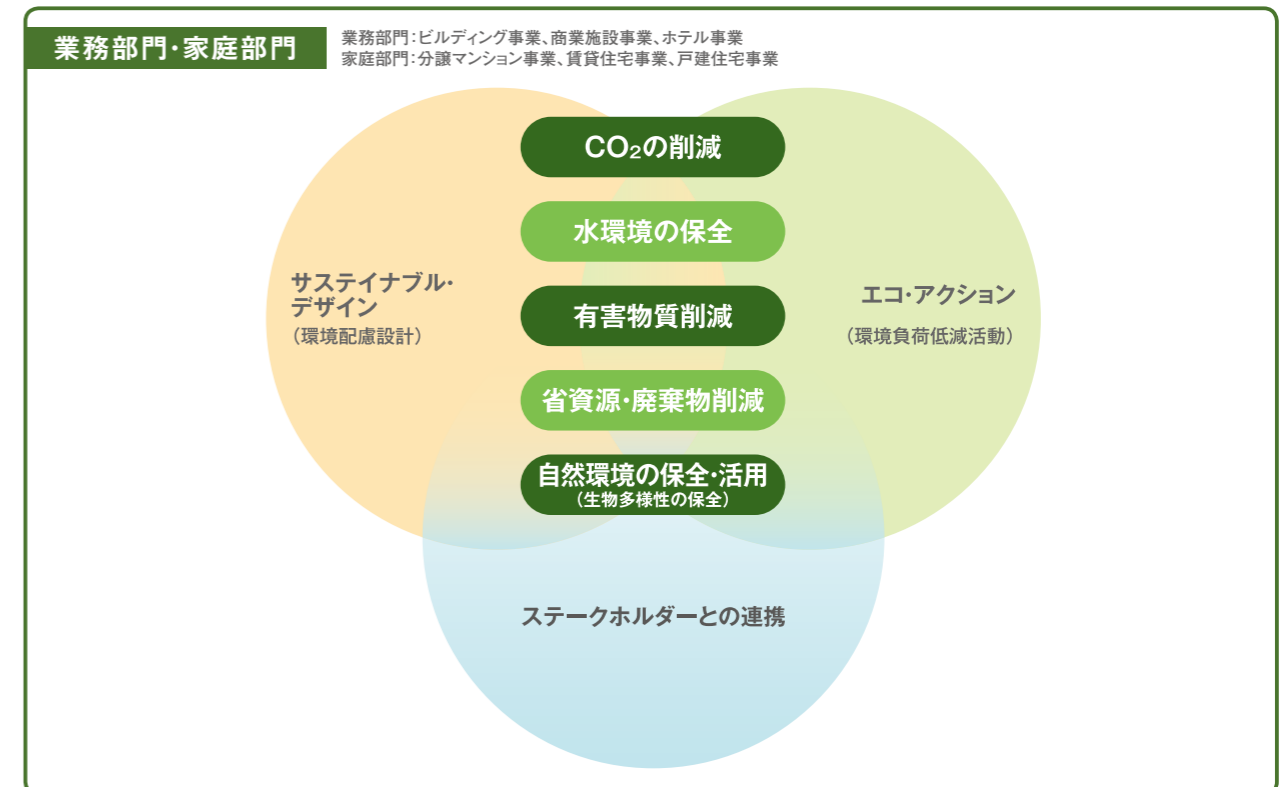 業務部門・家庭部門
業務部門：ビルディング事業、商業施設事業、ホテル事業
家庭部門：分譲マンション事業、賃貸住宅事業、戸建住宅事業
CO₂の削減
水環境の保全
有害物質削減
省資源・廃棄物削減
自然環境の保全・活用
（生物多様性の保全）
サステイナブル・
デザイン
（環境配慮設計）
エコ・アクション
（環境負荷低減活動）
ステークホルダーとの連携